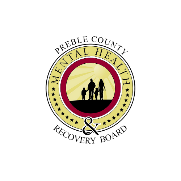 PREBLE COUNTY
MENTAL HEALTH
&
RECOVERY BOARD